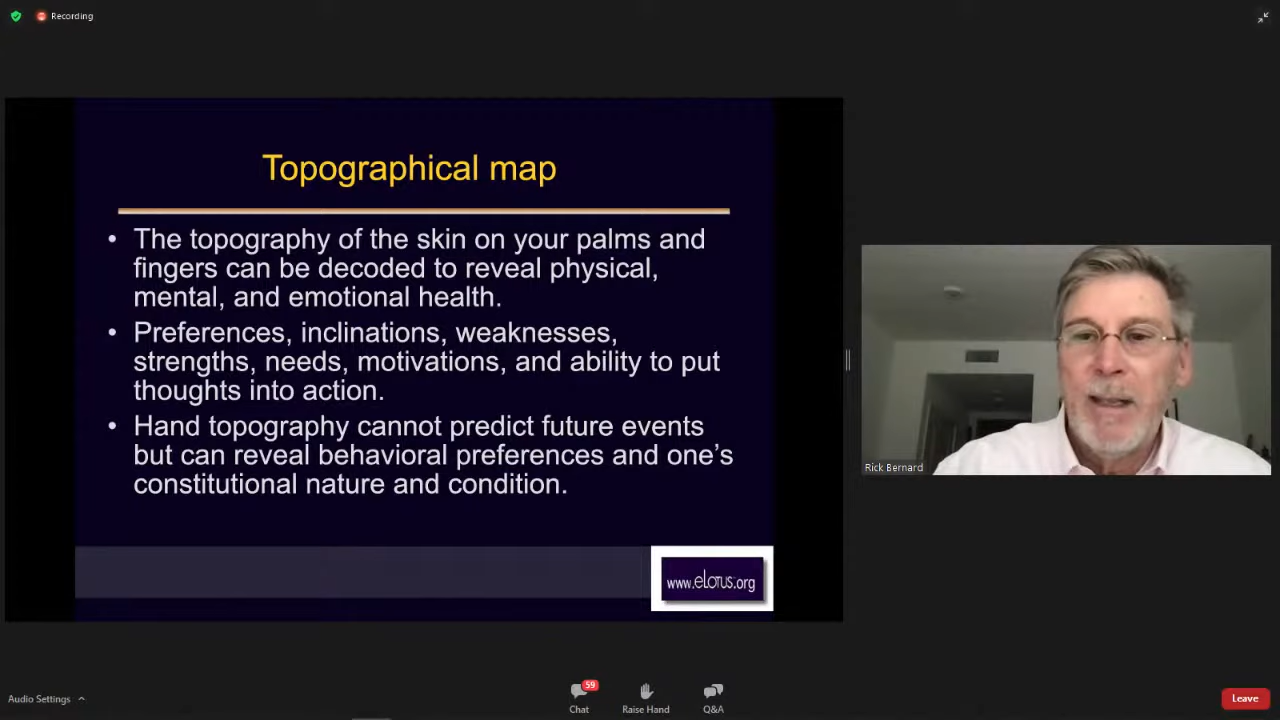 Recording
Topographical map
• The topography of the skin on your palms and
fingers can be decoded to reveal physical,
mental, and emotional health.
• Preferences, inclinations, weaknesses,
strengths, needs, motivations, and ability to put
thoughts into action.
• Hand topography cannot predict future events
but can reveal behavioral preferences and one’s
constitutional nature and condition.
www.eLotus.org
Rick Bernard
Audio Settings
59
Chat
Raise Hand
Q&A
Leave